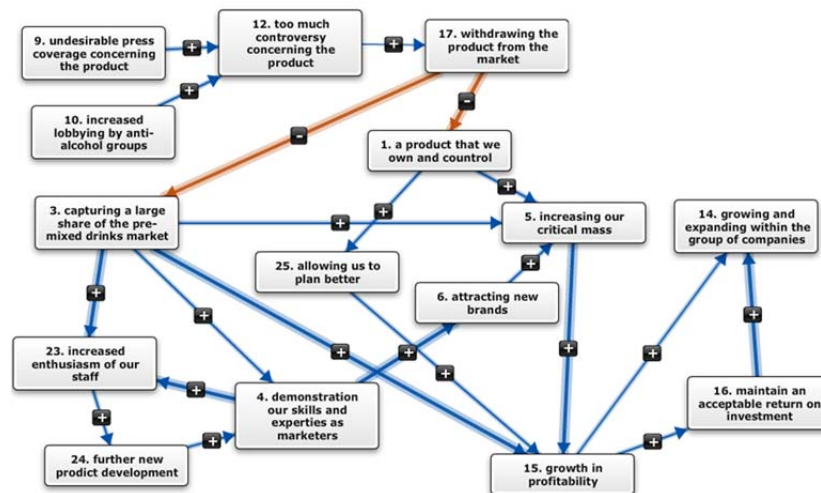 9. undesirable press
coverage concerning
the product
+
12. too much
controversy
concerning the
product
+
17. withdrawing the
product from the
market
10. increased
lobbying by anti-
alcohol groups
+
-
-
1. a product that we
own and countrol
+
+
3. capturing a large
share of the pre-
mixed drinks market
+
5. increasing our
critical mass
14. growing and
expanding within the
group of companies
25. allowing us to
plan better
+
6. attracting new
brands
+
+
+
+
+
+
+
+
23. increased
enthusiasm of our
staff
+
+
4. demonstration
our skills and
experties as
marketers
16. maintain an
acceptable return on
investment
+
+
24. further new
prodict development
+
15. growth in
profitability